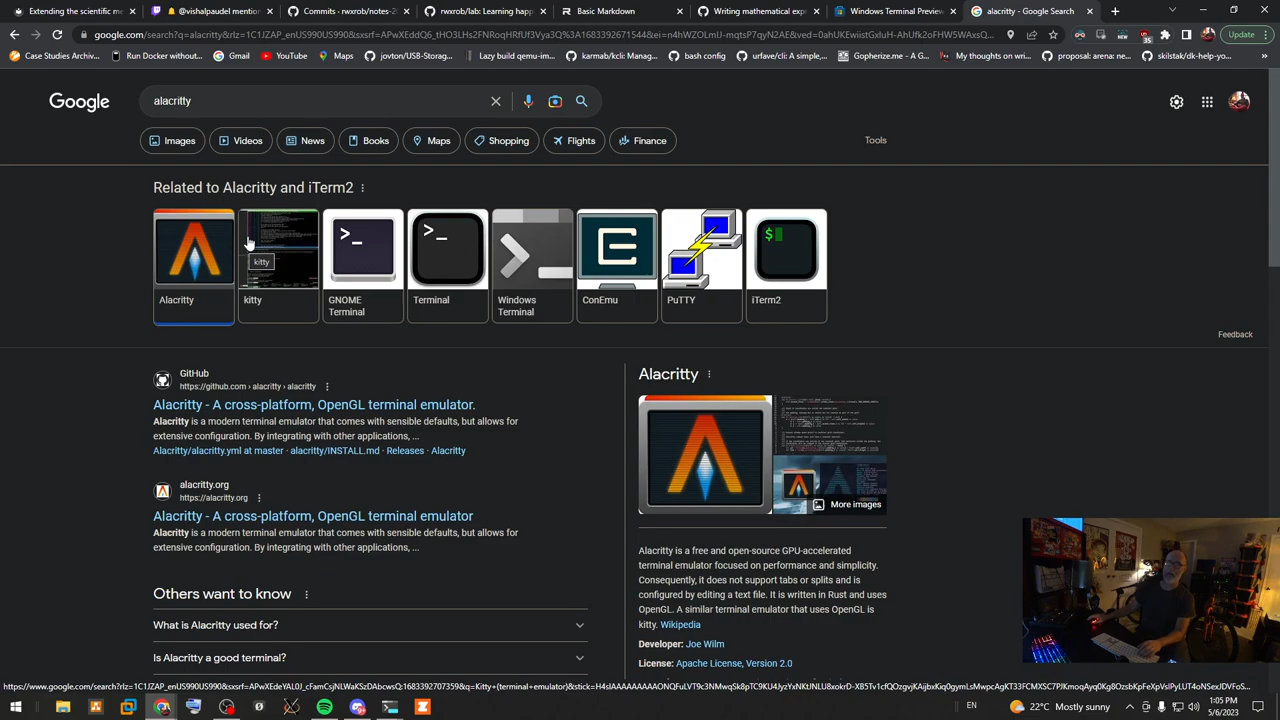 Extending the scientific me...
@vishalpaudel mention
Commits · rwxrob/notes-2
rwxrob/lab: Learning happ
Basic Markdown
Writing mathematical exp
Windows Terminal Preview
alacritty - Google Search
google.com/search?q=alacritty&rlz=1C1JZAP_enUS990US990&sxsrf=
Update
Case Studies Archiv...
Run Docker without...
Gmail
YouTube
Maps
jovton/USB-Storag...
Lazy build qemu-im...
karmab/kcli: Manag...
bash config
urfave/cli: A simple,...
Gopherize.me - A G...
My thoughts on wri...
proposal: arena: ne...
skilstak/dk-help-yo...
Google
alacritty
Images
Videos
News
Books
Maps
Shopping
Flights
Finance
Tools
Related to Alacritty and iTerm2
kitty
Alacritty
kitty
GNOME
Terminal
Terminal
Windows
Terminal
ConEmu
PuTTY
iTerm2
Feedback
GitHub
https://github.com › alacritty › alacritty
Alacritty - A cross-platform, OpenGL terminal emulator.
Alacritty is a modern terminal emulator that comes with sensible defaults, but allows for
extensive configuration. By integrating with other applications, ...
Alacritty/alacritty.yml at master · alacritty/INSTALL.md · Releases · Alacritty
alacritty.org
https://alacritty.org
Alacritty - A cross-platform, OpenGL terminal emulator
Alacritty is a modern terminal emulator that comes with sensible defaults, but allows for
extensive configuration. By integrating with other applications, ...
Others want to know
What is Alacritty used for?
Is Alacritty a good terminal?
Alacritty
More images
Alacritty is a free and open-source GPU-accelerated
terminal emulator focused on performance and simplicity.
Consequently, it does not support tabs or splits and is
configured by editing a text file. It is written in Rust and uses
OpenGL. A similar terminal emulator that uses OpenGL is
kitty. Wikipedia
Developer: Joe Wilm
License: Apache License, Version 2.0
EN
22°C Mostly sunny
1:05 PM
5/6/2023